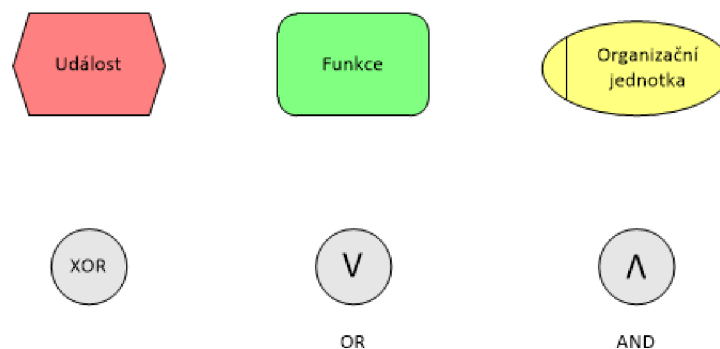 Událost
Funkce
Organizační
jednotka
XOR
V
Λ
OR
AND